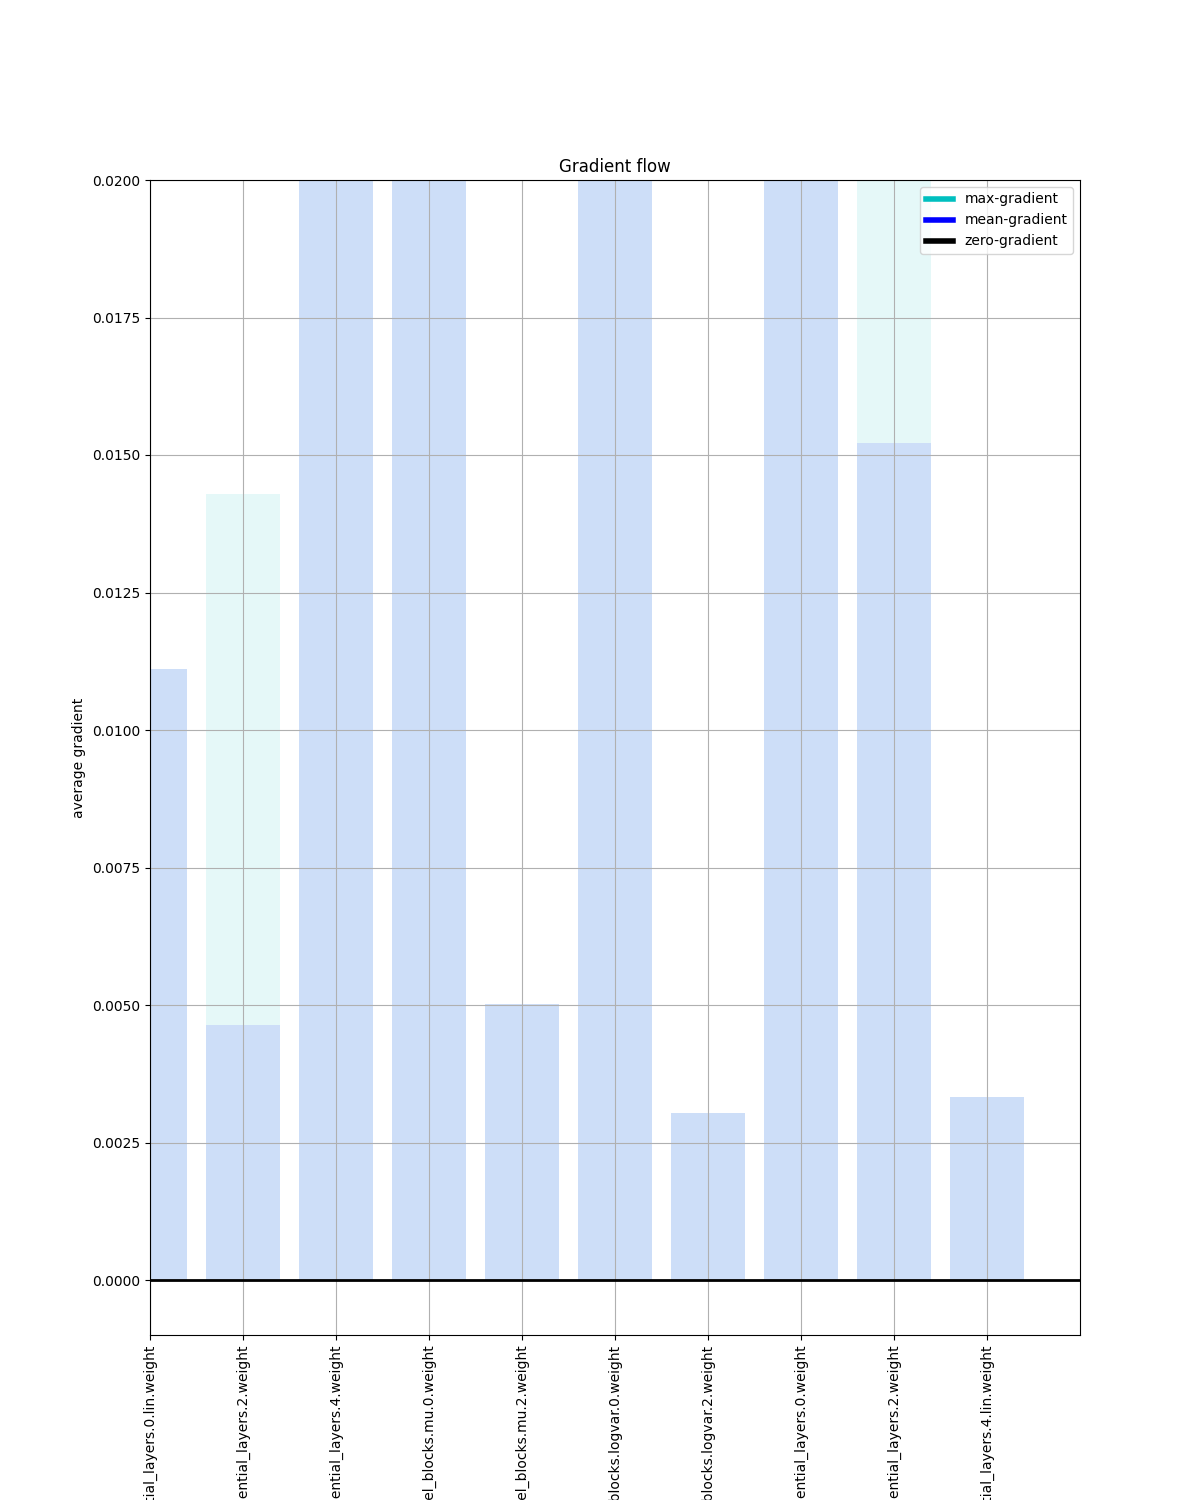 Gradient flow
max-gradient
mean-gradient
zero-gradient
average gradient
0.0200
0.0175
0.0150
0.0125
0.0100
0.0075
0.0050
0.0025
0.0000
tial_layers.0.lin.weight
ential_layers.2.weight
ential_layers.4.weight
el_blocks.mu.0.weight
el_blocks.mu.2.weight
blocks.logvar.0.weight
blocks.logvar.2.weight
ential_layers.0.weight
ential_layers.2.weight
tial_layers.4.lin.weight